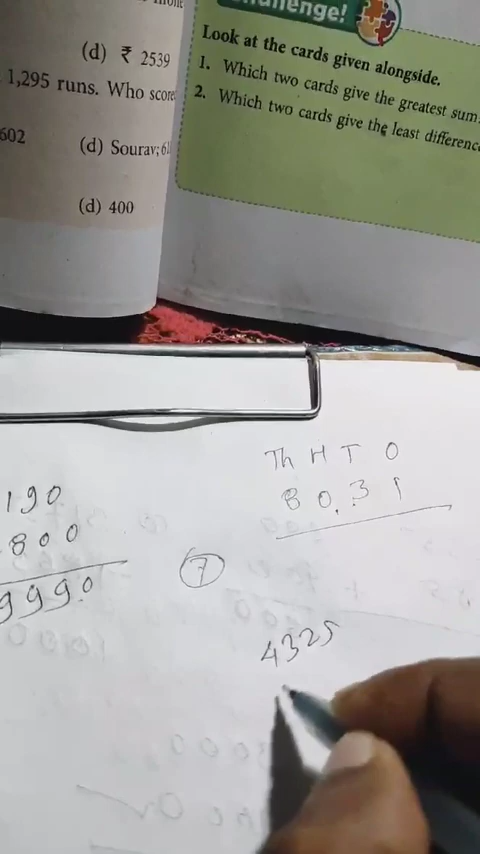 (d) ₹ 2539
1,295 runs. Who score
602
(d) Sourav; 6
(d) 400
Challenge!
Look at the cards given alongside.
1. Which two cards give the greatest sum
2. Which two cards give the least difference
Th H T O
8 0 3 1
190
800
9990
7
4325